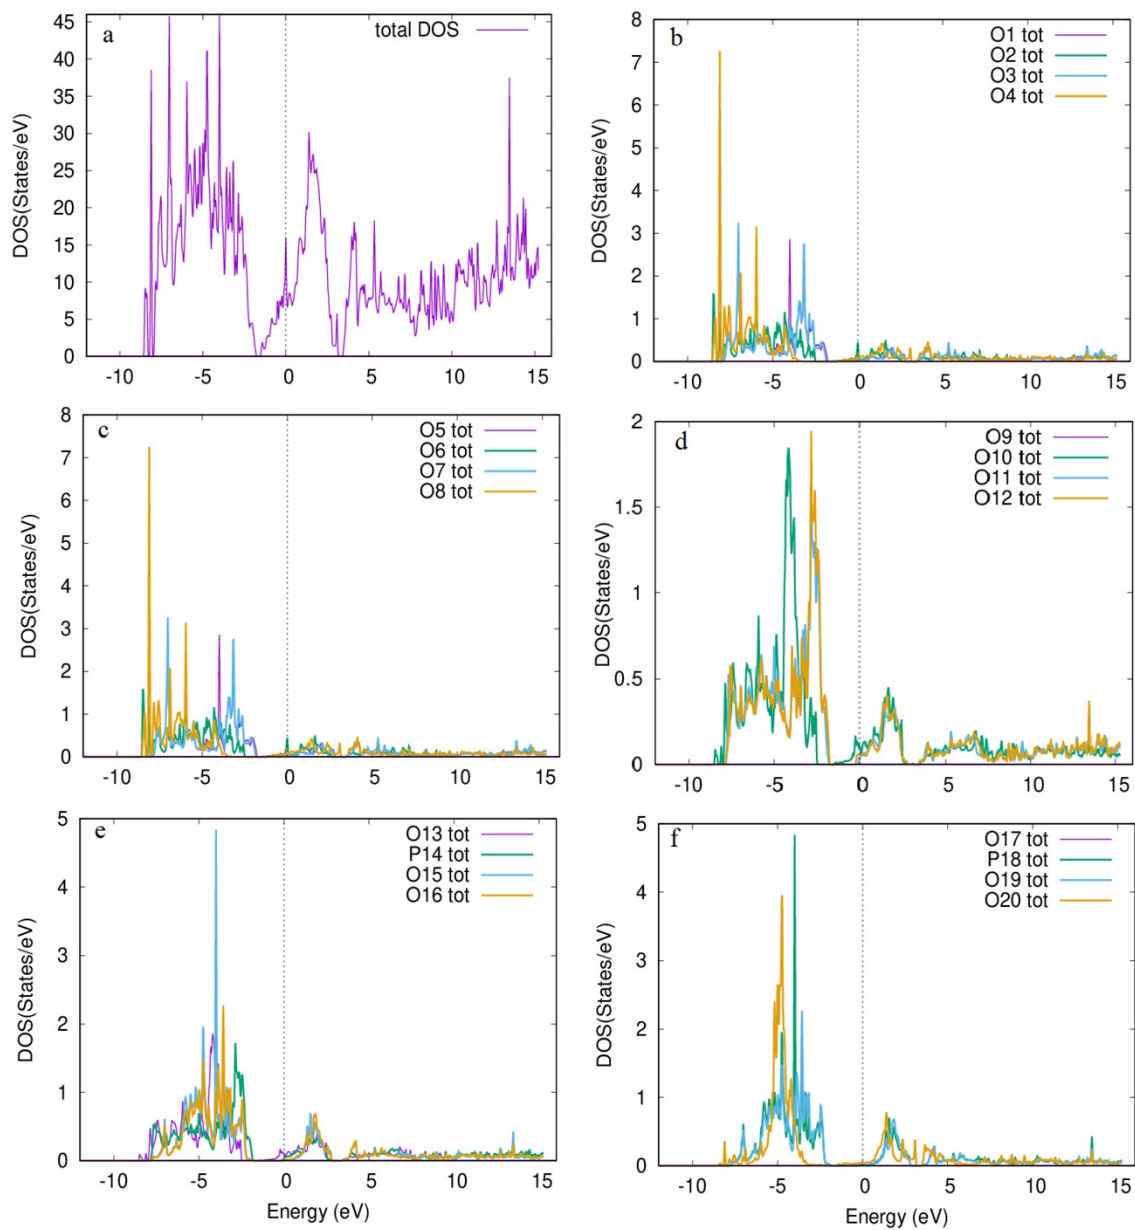 a
total DOS
DOS(States/eV)
45
40
35
30
25
20
15
10
5
0
-10 -5 0 5 10 15
b
O1 tot
O2 tot
O3 tot
O4 tot
DOS(States/eV)
8
7
6
5
4
3
2
1
0
-10 -5 0 5 10 15
c
O5 tot
O6 tot
O7 tot
O8 tot
DOS(States/eV)
8
7
6
5
4
3
2
1
0
-10 -5 0 5 10 15
d
O9 tot
O10 tot
O11 tot
O12 tot
DOS(States/eV)
2
1.5
1
0.5
0
-10 -5 0 5 10 15
e
O13 tot
P14 tot
O15 tot
O16 tot
DOS(States/eV)
5
4
3
2
1
0
-10 -5 0 5 10 15
Energy (eV)
f
O17 tot
P18 tot
O19 tot
O20 tot
DOS(States/eV)
5
4
3
2
1
0
-10 -5 0 5 10 15
Energy (eV)